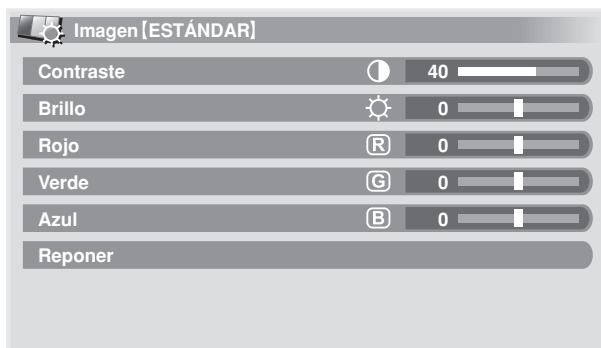 Imagen [ESTÁNDAR]
Contraste 40
Brillo 0
Rojo R 0
Verde G 0
Azul B 0
Reponer